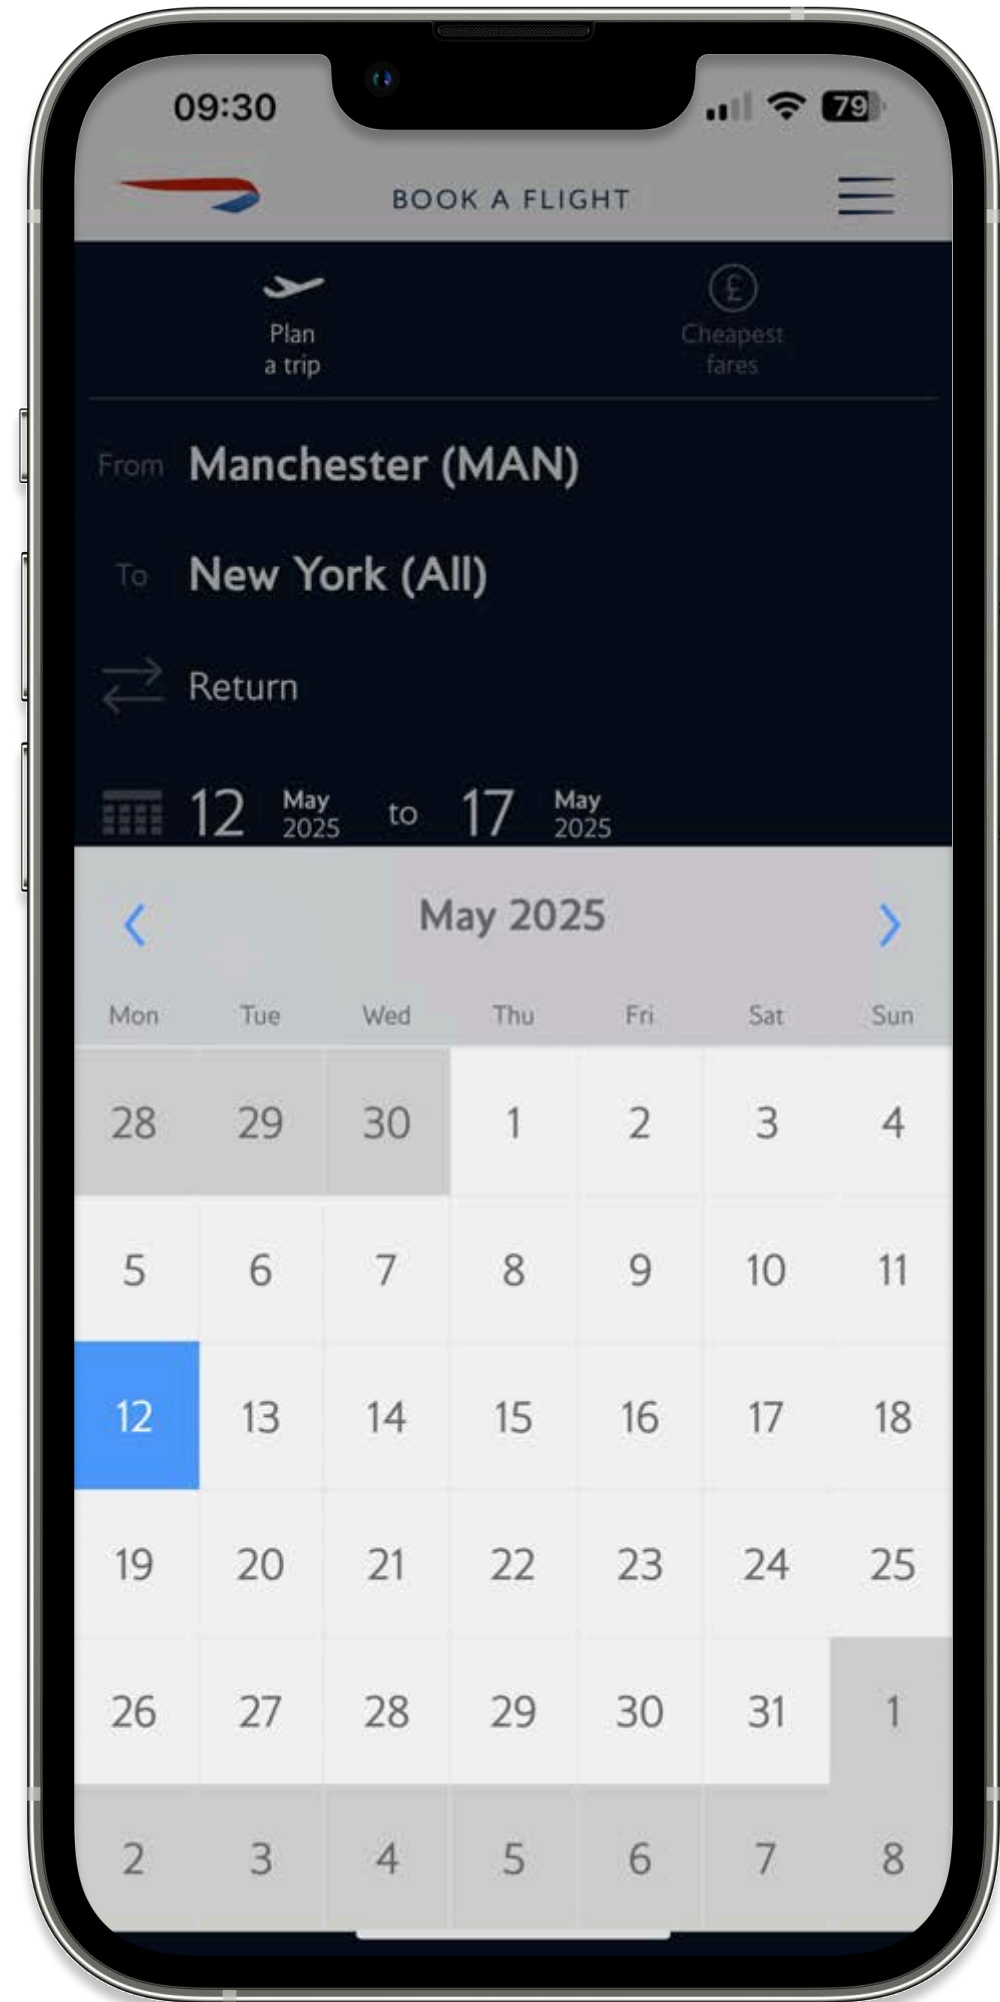 09:30
79
BOOK A FLIGHT
£
Plan
a trip
Cheapest
fares
From Manchester (MAN)
To New York (All)
Return
12 May 2025 to 17 May 2025
May 2025
Mon Tue Wed Thu Fri Sat Sun
28 29 30 1 2 3 4
5 6 7 8 9 10 11
12 13 14 15 16 17 18
19 20 21 22 23 24 25
26 27 28 29 30 31 1
2 3 4 5 6 7 8